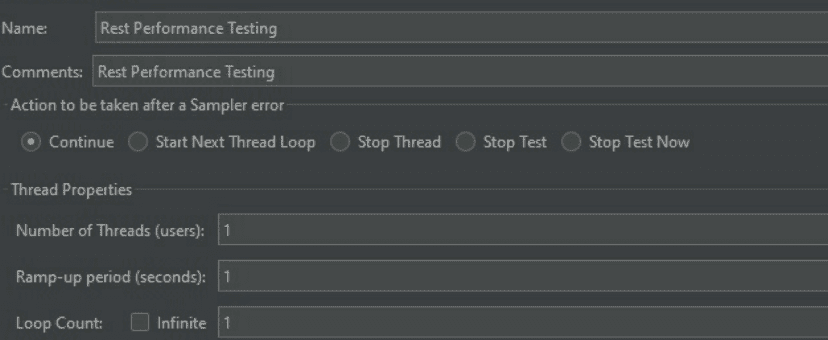 Name: Rest Performance Testing
Comments: Rest Performance Testing
Action to be taken after a Sampler error
Continue Start Next Thread Loop Stop Thread Stop Test Stop Test Now
Thread Properties
Number of Threads (users): 1
Ramp-up period (seconds): 1
Loop Count: Infinite 1